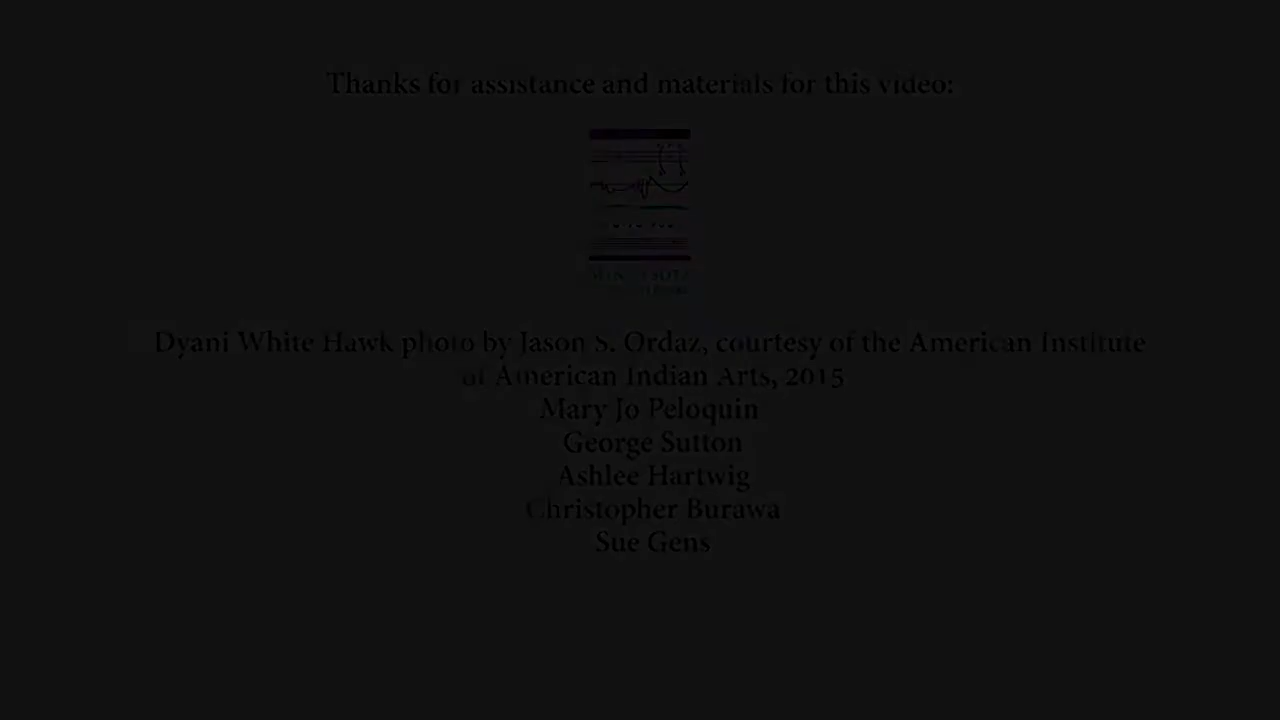 Thanks for assistance and materials for this video:
Dyani White Hawk photo by Jason S. Ordaz, courtesy of the American Institute
of American Indian Arts, 2015
Mary Jo Peloquin
George Sutton
Ashlee Hartwig
Christopher Burawa
Sue Gens